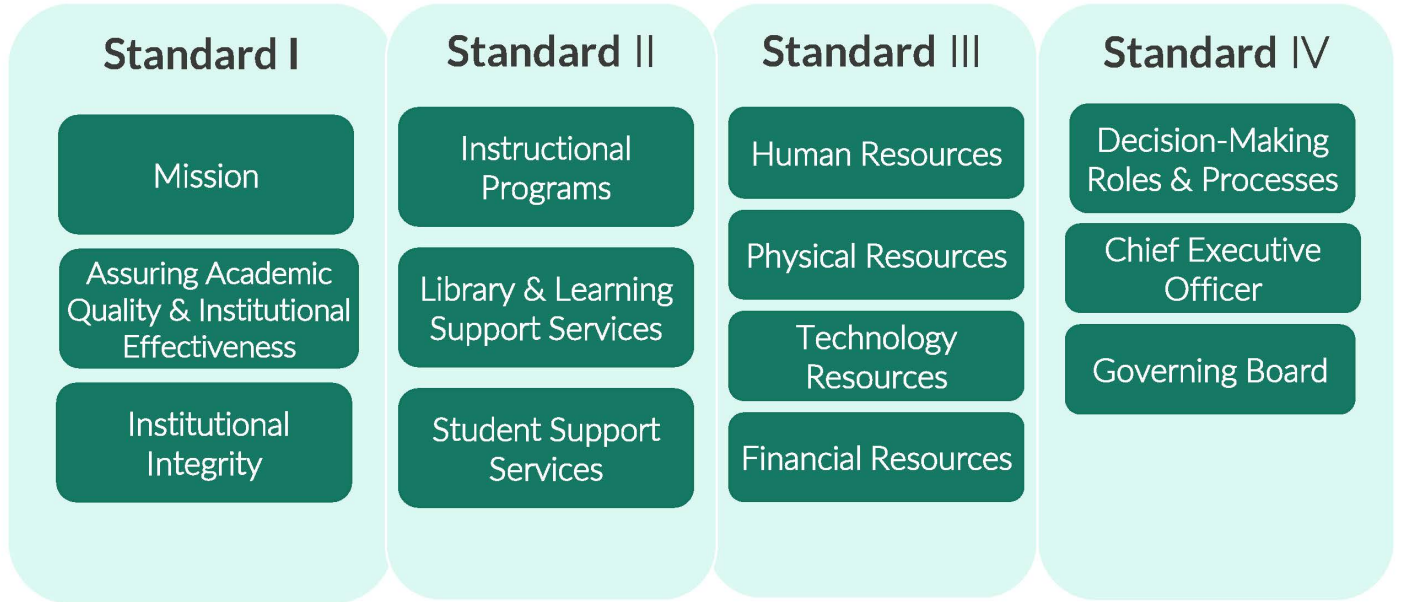 Standard I
Mission
Assuring Academic
Quality & Institutional
Effectiveness
Institutional
Integrity
Standard II
Instructional
Programs
Library & Learning
Support Services
Student Support
Services
Standard III
Human Resources
Physical Resources
Technology
Resources
Financial Resources
Standard IV
Decision-Making
Roles & Processes
Chief Executive
Officer
Governing Board